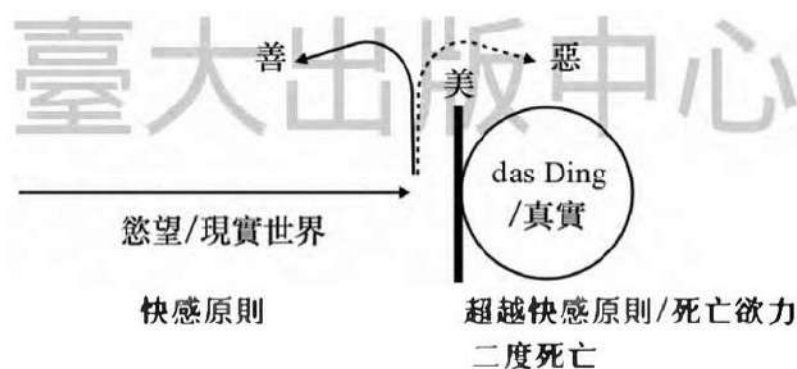 臺大出版中心
善
惡
美
das Ding
/真實
慾望/現實世界
快感原則
超越快感原則/死亡欲力
二度死亡